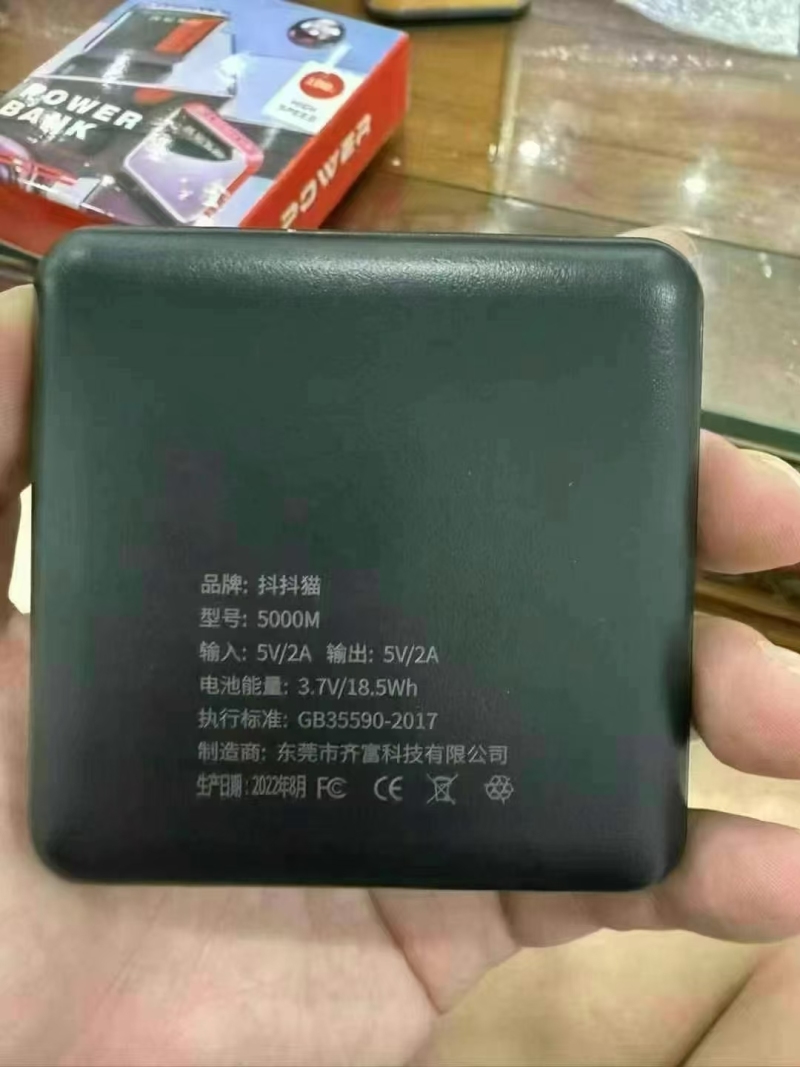 POWER
BANK
HIGH
SPEED
POWER
品牌: 抖抖猫
型号: 5000M
输入: 5V/2A 输出: 5V/2A
电池能量: 3.7V/18.5Wh
执行标准: GB35590-2017
制造商: 东莞市齐富科技有限公司
生产日期: 2022年8月 FC CE